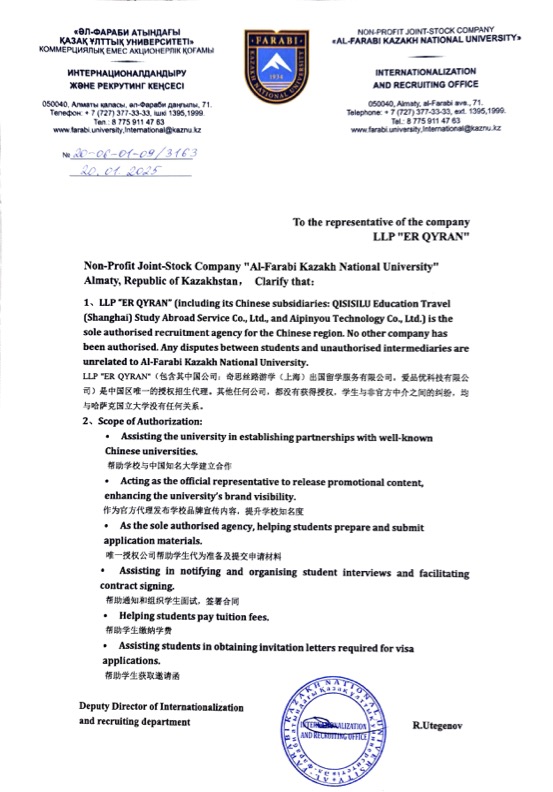 «ӘЛ-ФАРАБИ АТЫНДАҒЫ
ҚАЗАҚ ҰЛТТЫҚ УНИВЕРСИТЕТІ»
КОММЕРЦИЯЛЫҚ ЕМЕС АКЦИОНЕРЛІК ҚОҒАМЫ
ИНТЕРНАЦИОНАЛДАНДЫРУ
ЖӘНЕ РЕКРУТИНГ КЕҢСЕСІ
050040, Алматы қаласы, әл-Фараби даңғылы, 71.
Телефон: + 7 (727) 377-33-33, ішкі 1395,1999.
Тел.: 8 775 911 47 63
www.farabi.university,International@kaznu.kz
FARABI
KAZAKH NATIONAL UNIVERSITY
1934
NON-PROFIT JOINT-STOCK COMPANY
«AL-FARABI KAZAKH NATIONAL UNIVERSITY»
INTERNATIONALIZATION
AND RECRUITING OFFICE
050040, Almaty, al-Farabi ave., 71.
Telephone: + 7 (727) 377-33-33, ext. 1395,1999.
Tel.: 8 775 911 47 63
www.farabi.university,International@kaznu.kz
№ 20-08-01-09/3163
20.01.2025
To the representative of the company
LLP "ER QYRAN"
Non-Profit Joint-Stock Company "Al-Farabi Kazakh National University"
Almaty, Republic of Kazakhstan， Clarify that:
1、LLP "ER QYRAN" (including its Chinese subsidiaries: QISISILU Education Travel
(Shanghai) Study Abroad Service Co., Ltd., and Aipinyou Technology Co., Ltd.) is the
sole authorised recruitment agency for the Chinese region. No other company has
been authorised. Any disputes between students and unauthorised intermediaries are
unrelated to Al-Farabi Kazakh National University.
LLP "ER QYRAN"（包含其中国公司：奇思丝路游学（上海）出国留学服务有限公司，爱品优科技有限公
司）是中国区唯一的授权招生代理。其他任何公司，都没有获得授权，学生与非官方中介之间的纠纷，均
与哈萨克国立大学没有任何关系。
2、Scope of Authorization:
• Assisting the university in establishing partnerships with well-known
Chinese universities.
帮助学校与中国知名大学建立合作
• Acting as the official representative to release promotional content,
enhancing the university's brand visibility.
作为官方代理发布学校品牌宣传内容，提升学校知名度
• As the sole authorised agency, helping students prepare and submit
application materials.
唯一授权公司帮助学生代为准备及提交申请材料
• Assisting in notifying and organising student interviews and facilitating
contract signing.
帮助通知和组织学生面试，签署合同
• Helping students pay tuition fees.
帮助学生缴纳学费
• Assisting students in obtaining invitation letters required for visa
applications.
帮助学生获取邀请函
Deputy Director of Internationalization
and recruiting department
INTERNATIONALIZATION
AND RECRUITING OFFICE
R.Utegenov